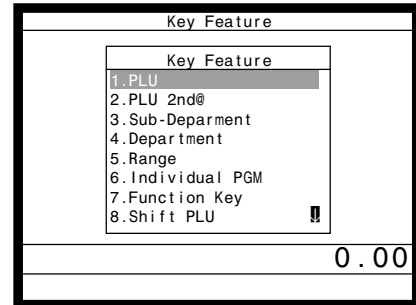 Key Feature
Key Feature
1.PLU
2.PLU 2nd@
3.Sub-Deparment
4.Department
5.Range
6.Individual PGM
7.Function Key
8.Shift PLU
0.00